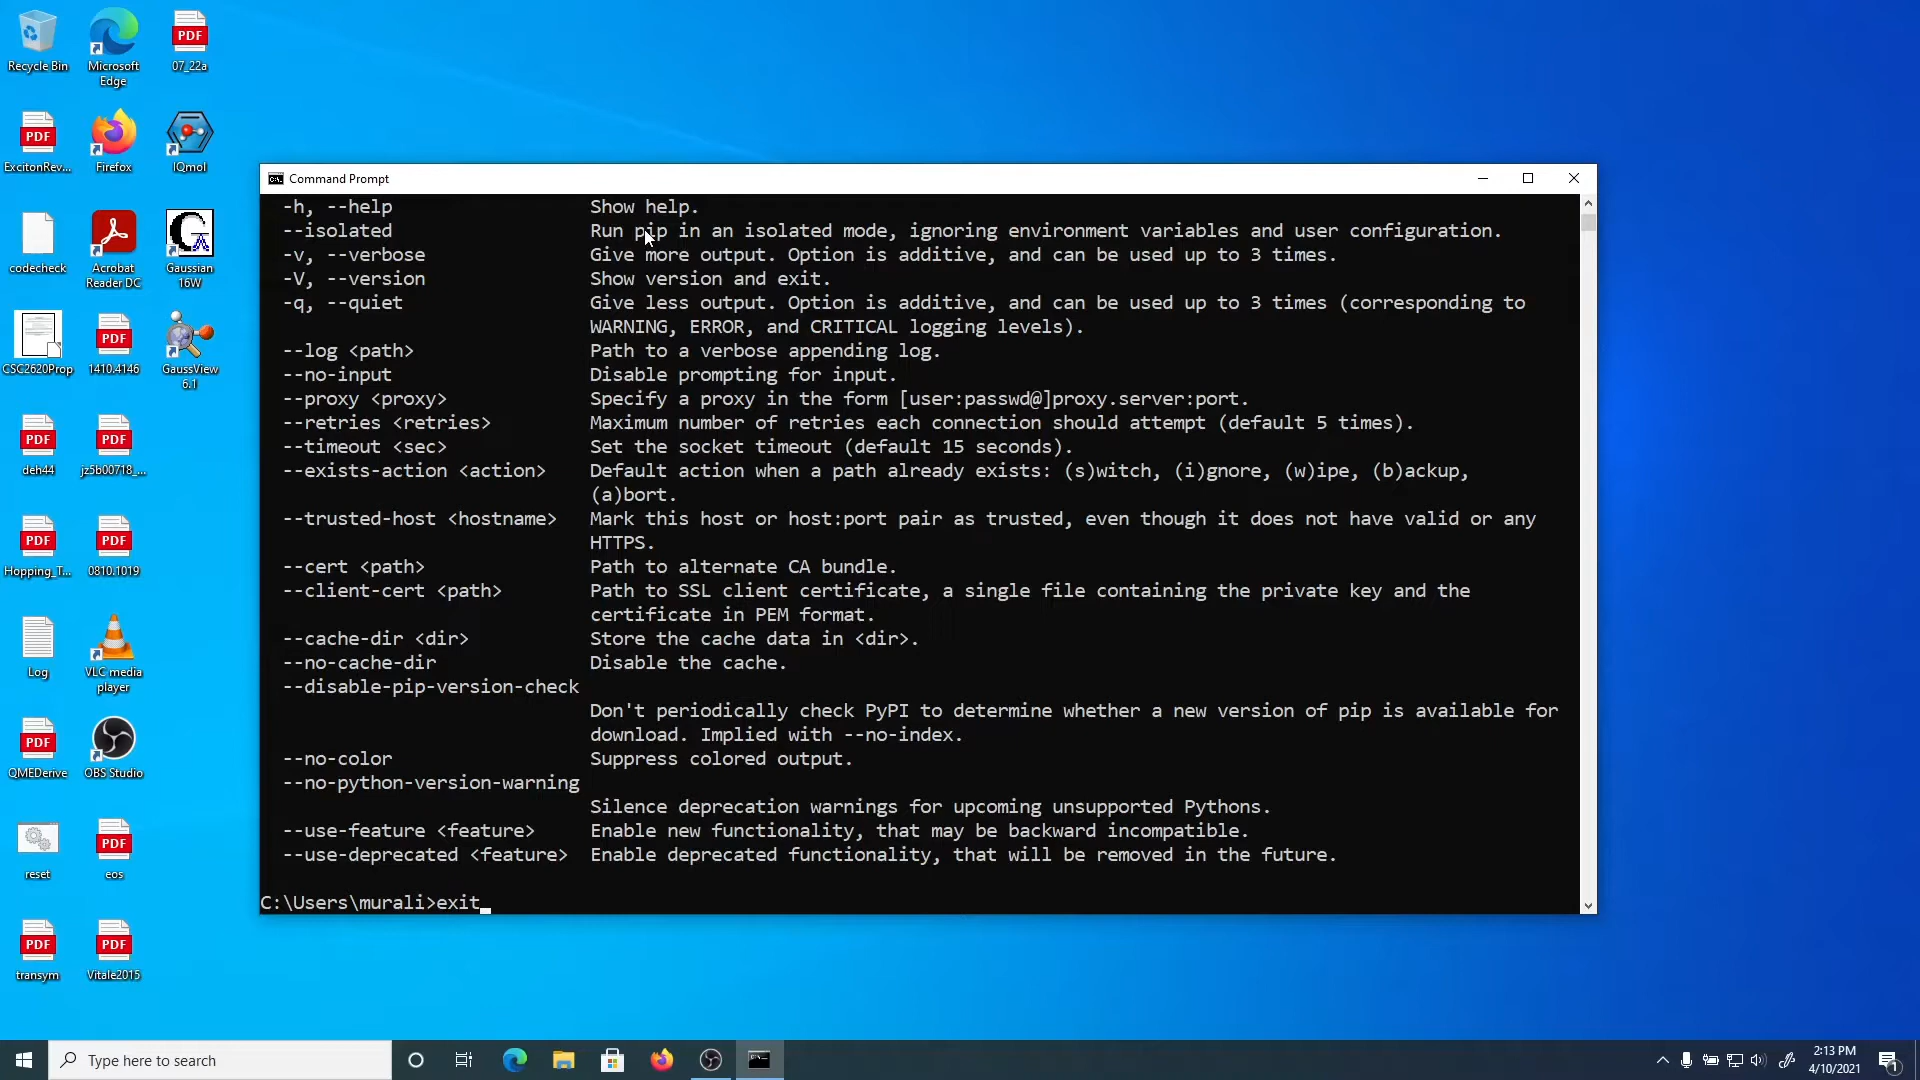 Recycle Bin
Microsoft
Edge
PDF
07_22a
PDF
ExcitonRev...
Firefox
IQmol
codecheck
Acrobat
Reader DC
Gaussian
16W
CSC2620Prop
PDF
1410.4146
GaussView
6.1
PDF
deh44
PDF
jz5b00718_...
PDF
Hopping_T...
PDF
0810.1019
Log
VLC media
player
PDF
QMEDerive
OBS Studio
reset
PDF
eos
PDF
transym
PDF
Vitale2015
Command Prompt
-h, --help Show help.
--isolated Run pip in an isolated mode, ignoring environment variables and user configuration.
-v, --verbose Give more output. Option is additive, and can be used up to 3 times.
-V, --version Show version and exit.
-q, --quiet Give less output. Option is additive, and can be used up to 3 times (corresponding to
WARNING, ERROR, and CRITICAL logging levels).
--log <path> Path to a verbose appending log.
--no-input Disable prompting for input.
--proxy <proxy> Specify a proxy in the form [user:passwd@]proxy.server:port.
--retries <retries> Maximum number of retries each connection should attempt (default 5 times).
--timeout <sec> Set the socket timeout (default 15 seconds).
--exists-action <action> Default action when a path already exists: (s)witch, (i)gnore, (w)ipe, (b)ackup,
(a)bort.
--trusted-host <hostname> Mark this host or host:port pair as trusted, even though it does not have valid or any
HTTPS.
--cert <path> Path to alternate CA bundle.
--client-cert <path> Path to SSL client certificate, a single file containing the private key and the
certificate in PEM format.
--cache-dir <dir> Store the cache data in <dir>.
--no-cache-dir Disable the cache.
--disable-pip-version-check
Don't periodically check PyPI to determine whether a new version of pip is available for
download. Implied with --no-index.
--no-color Suppress colored output.
--no-python-version-warning
Silence deprecation warnings for upcoming unsupported Pythons.
--use-feature <feature> Enable new functionality, that may be backward incompatible.
--use-deprecated <feature> Enable deprecated functionality, that will be removed in the future.
C:\Users\murali>exit
Type here to search
2:13 PM
4/10/2021
1